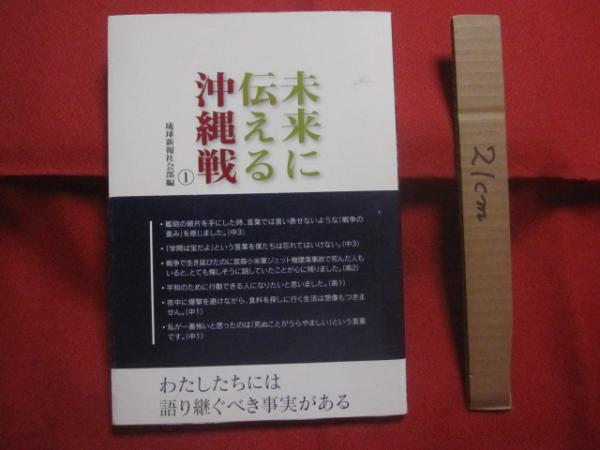 未来に
伝える
沖縄戦
①
琉球新報社会部編
・艦砲の破片を手にした時、言葉では言い表せないような「戦争の
重み」を感じました。(中3)
・「学問は宝だよ」という言葉を僕たちは忘れてはいけない。(中3)
・戦争で生き延びたのに宮森小米軍ジェット機墜落事故で死んだ人も
いると、とても悔しそうに話していたことが心に残りました。(高2)
・平和のために行動できる人になりたいと思いました。(高1)
・夜中に爆撃を避けながら、食料を探しに行く生活は想像もつきま
せん。(中1)
・私が一番怖いと思ったのは「死ぬことがうらやましい」という言葉
です。(中1)
わたしたちには
語り継ぐべき事実がある
21cm